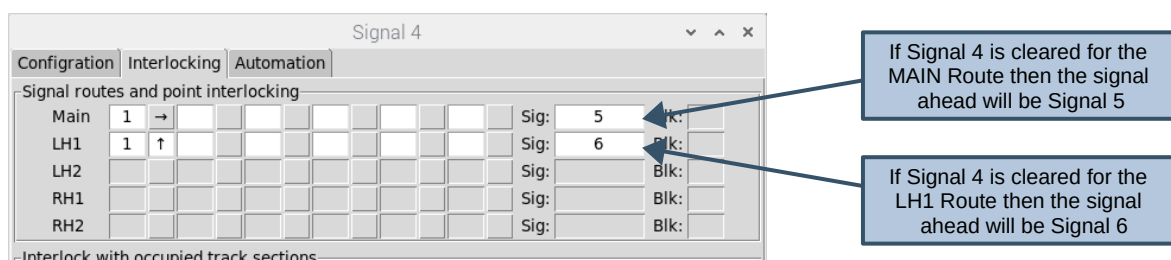 Signal 4
Configration Interlocking Automation
Signal routes and point interlocking
Main 1 → Sig: 5 Blk:
LH1 1 ↑ Sig: 6 Blk:
LH2 Sig: Blk:
RH1 Sig: Blk:
RH2 Sig: Blk:
Interlock with occupied track sections
If Signal 4 is cleared for the
MAIN Route then the signal
ahead will be Signal 5
If Signal 4 is cleared for the
LH1 Route then the signal
ahead will be Signal 6